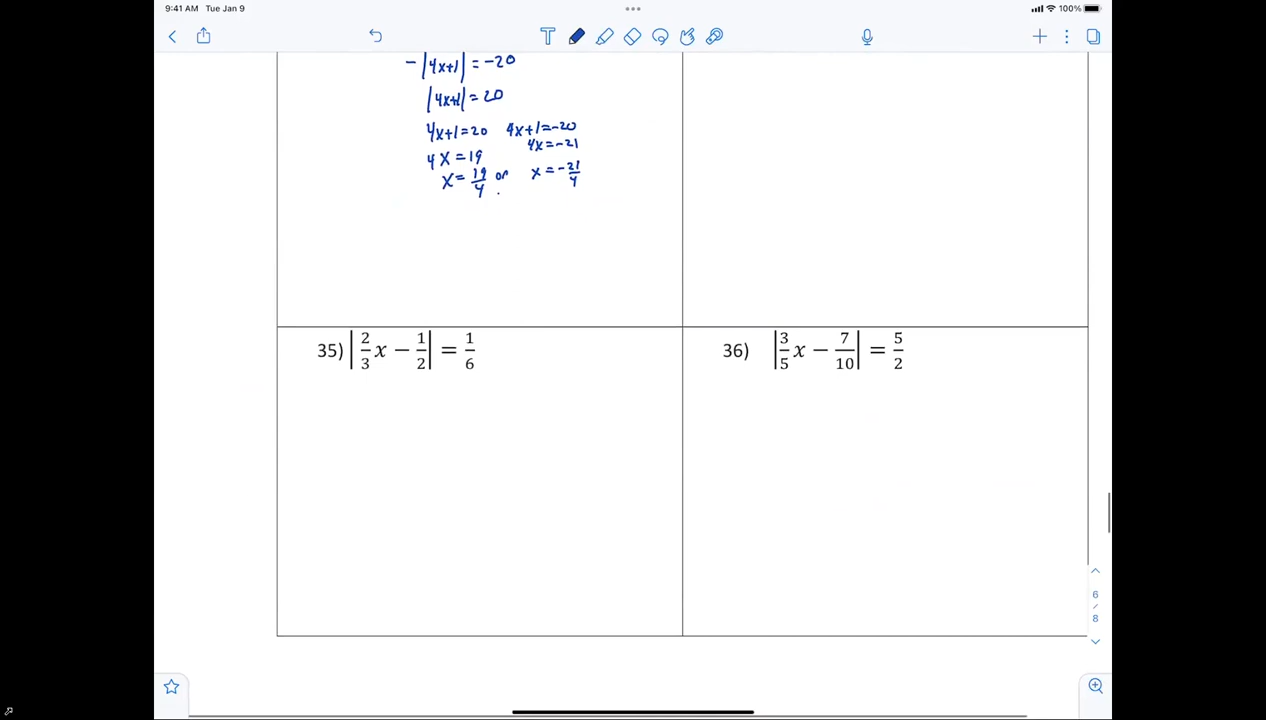 9:41 AM Tue Jan 9
100%
-|4x+1| = -20
|4x+1| = 20
4x+1=20 4x+1=-20
4x=-21
4x = 19
x = 19/4 or x = -21/4
35) |2/3 x − 1/2| = 1/6
36) |3/5 x − 7/10| = 5/2
6
/
8